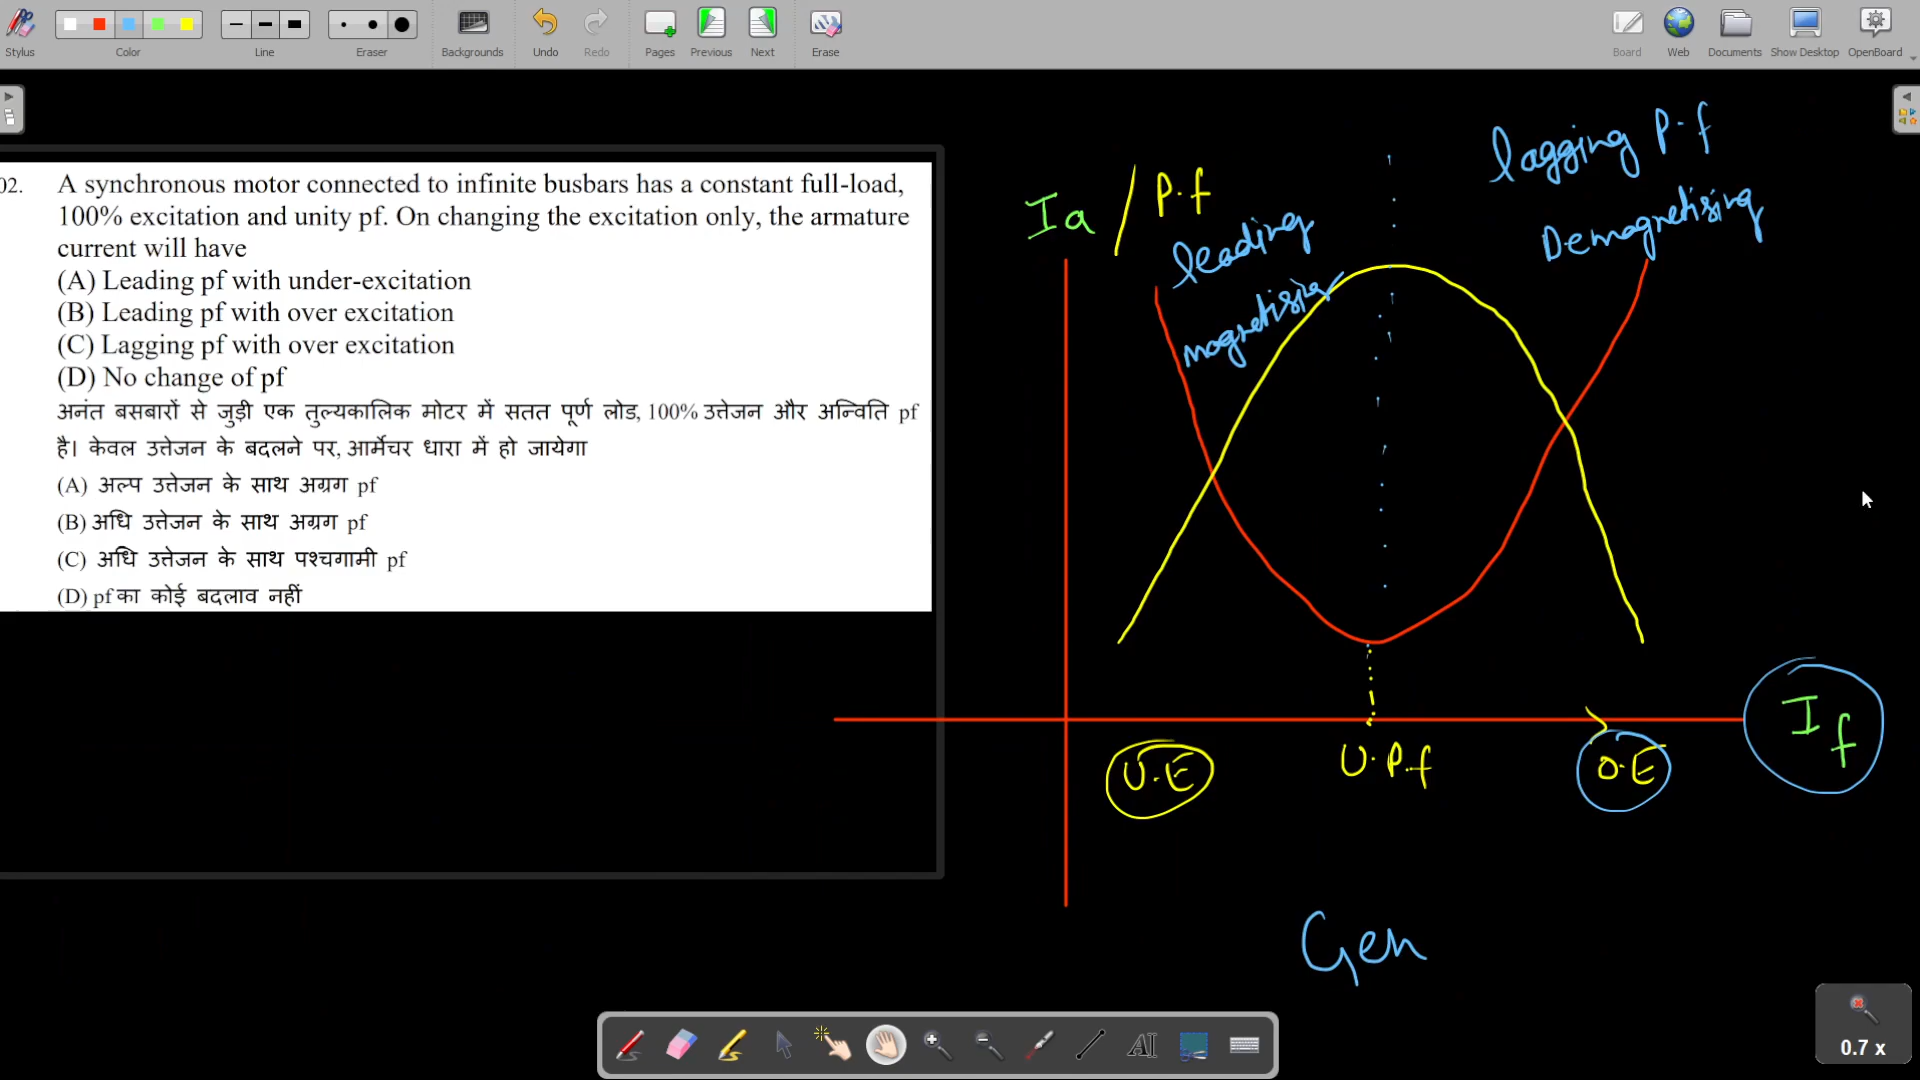 Stylus
Color
Line
Eraser
Backgrounds
Undo
Redo
Pages
Previous
Next
Erase
Board
Web
Documents
Show Desktop
OpenBoard
02. A synchronous motor connected to infinite busbars has a constant full-load,
100% excitation and unity pf. On changing the excitation only, the armature
current will have
(A) Leading pf with under-excitation
(B) Leading pf with over excitation
(C) Lagging pf with over excitation
(D) No change of pf
अनंत बसबारों से जुड़ी एक तुल्यकालिक मोटर में सतत पूर्ण लोड, 100% उत्तेजन और अन्विति pf
है। केवल उत्तेजन के बदलने पर, आर्मेचर धारा में हो जायेगा
(A) अल्प उत्तेजन के साथ अग्रग pf
(B) अधि उत्तेजन के साथ अग्रग pf
(C) अधि उत्तेजन के साथ पश्चगामी pf
(D) pf का कोई बदलाव नहीं
Ia / P.f
leading
magnetising
lagging P.f
Demagnetising
U.E
U.P.f
O.E
If
Gen
AI
0.7 x